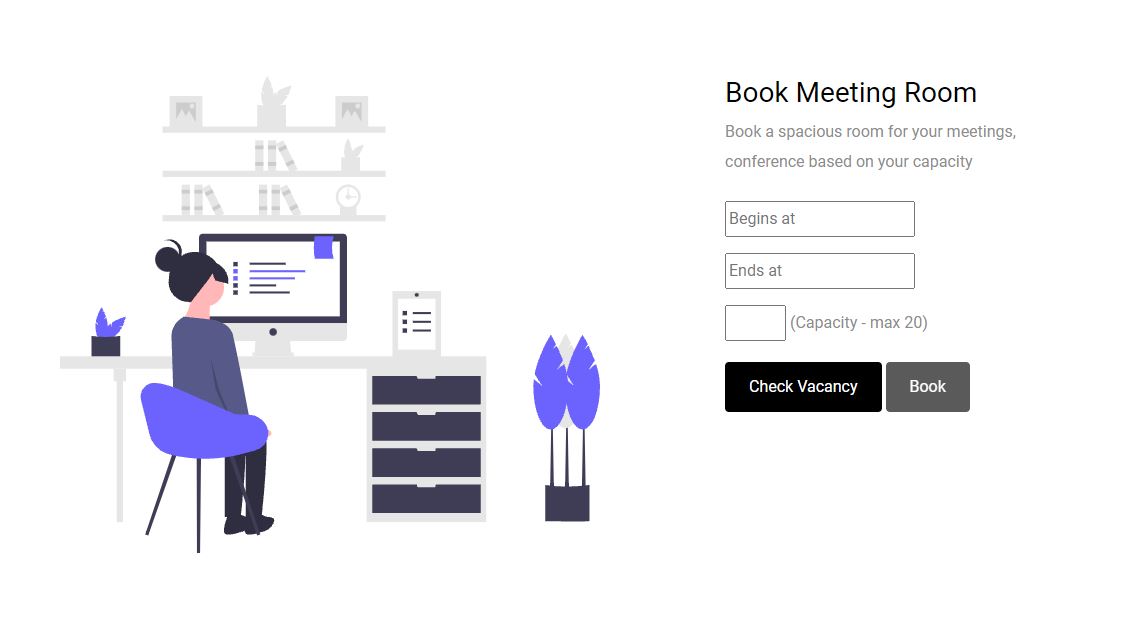 Book Meeting Room
Book a spacious room for your meetings,
conference based on your capacity
Begins at
Ends at
(Capacity - max 20)
Check Vacancy Book